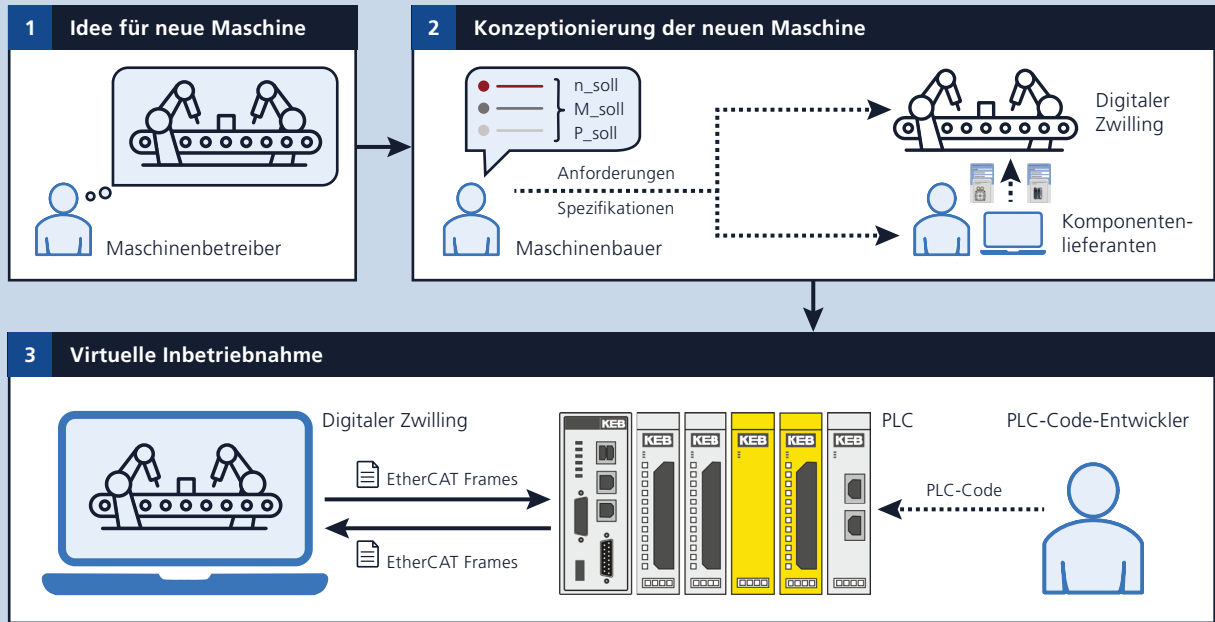 1 Idee für neue Maschine
Maschinenbetreiber
2 Konzeptionierung der neuen Maschine
n_soll
M_soll
P_soll
Anforderungen
Spezifikationen
Maschinenbauer
Digitaler
Zwilling
Komponenten-
lieferanten
3 Virtuelle Inbetriebnahme
Digitaler Zwilling
EtherCAT Frames
EtherCAT Frames
KEB
KEB
KEB
KEB
KEB
KEB
PLC
PLC-Code-Entwickler
PLC-Code